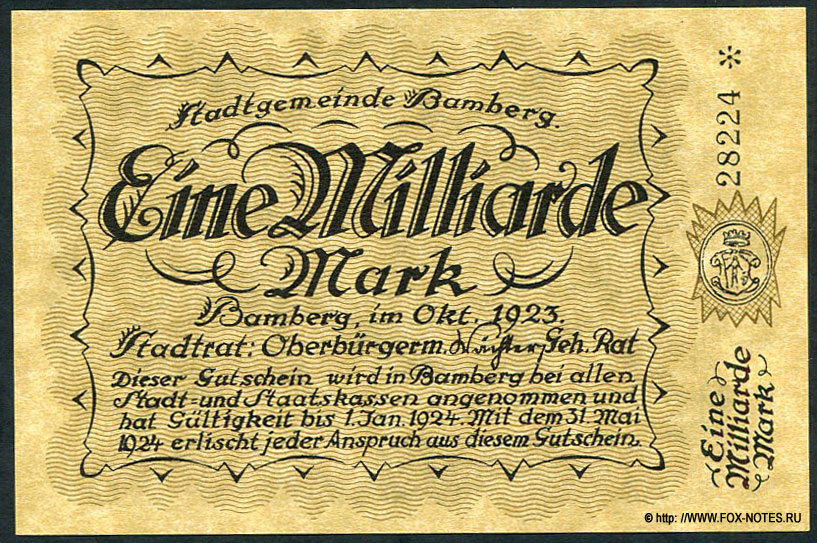 Stadtgemeinde Bamberg.
Eine Milliarde
Mark
Bamberg, im Okt. 1923.
Stadtrat: Oberbürgerm. Wächter Geh. Rat
Dieser Gutschein wird in Bamberg bei allen
Stadt- und Staatskassen angenommen und
hat Gültigkeit bis 1. Jan. 1924. Mit dem 31. Mai
1924 erlischt jeder Anspruch aus diesem Gutschein.
28224 *
Eine
Milliarde
Mark
© http: //WWW.FOX-NOTES.RU